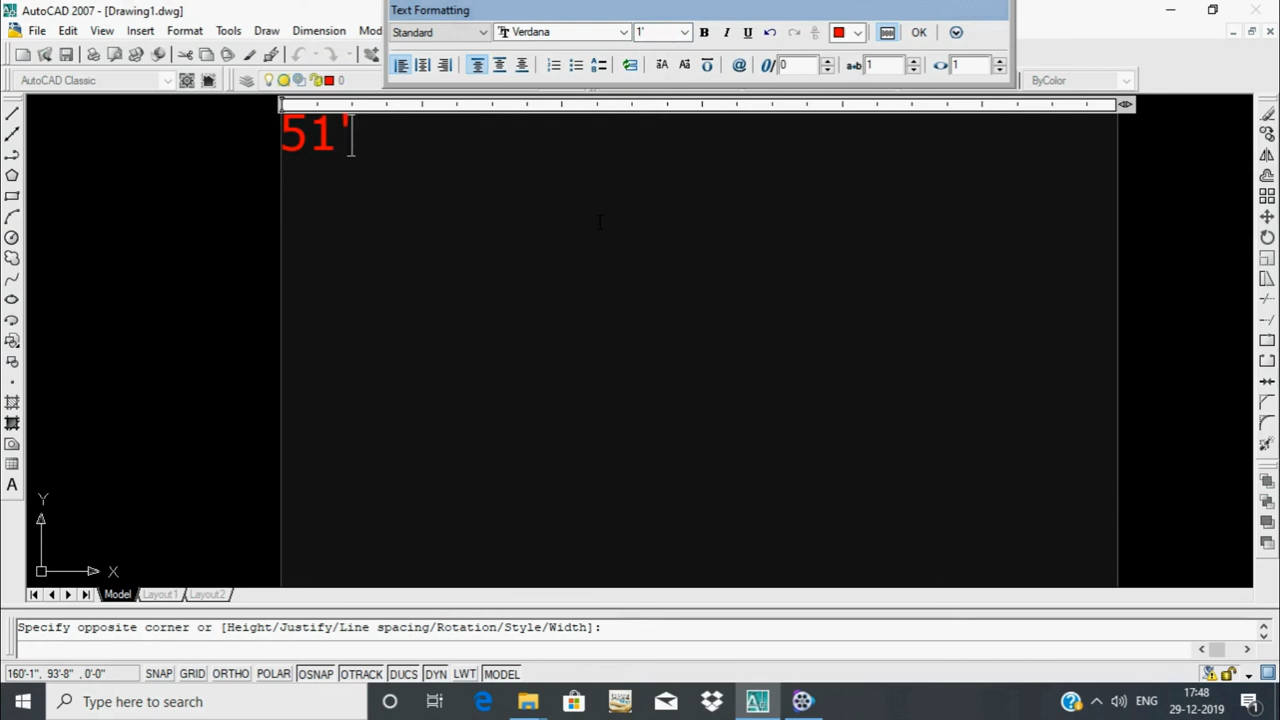 AutoCAD 2007 - [Drawing1.dwg]
Text Formatting
File Edit View Insert Format Tools Draw Dimension Mod
Standard Verdana 1' B I U OK
@ 0/ 0 a•b 1 1
AutoCAD Classic 0 ByColor
51'
A
Y
X
Model Layout1 Layout2
Specify opposite corner or [Height/Justify/Line spacing/Rotation/Style/Width]:
160'-1", 93'-8" , 0'-0" SNAP GRID ORTHO POLAR OSNAP OTRACK DUCS DYN LWT MODEL
Type here to search
ENG
17:48
29-12-2019
1